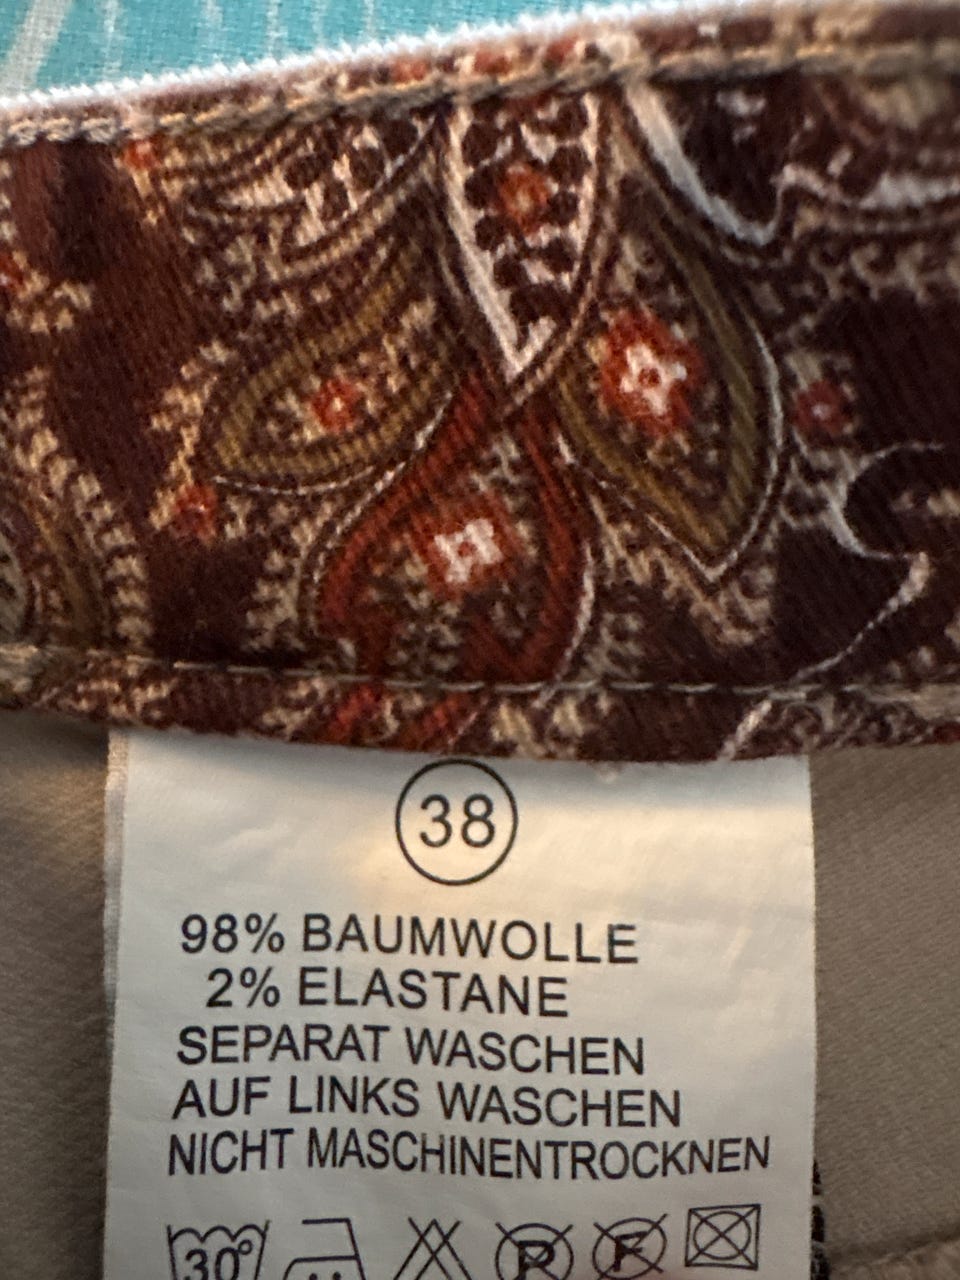 38
98% BAUMWOLLE
2% ELASTANE
SEPARAT WASCHEN
AUF LINKS WASCHEN
NICHT MASCHINENTROCKNEN
30° P F